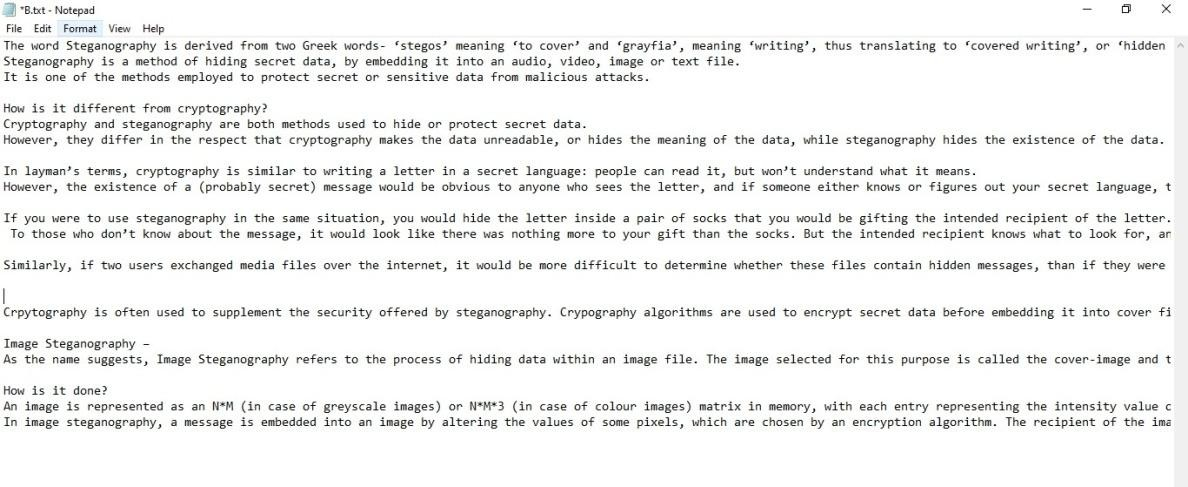 *B.txt - Notepad
File Edit Format View Help
The word Steganography is derived from two Greek words- ‘stegos’ meaning ‘to cover’ and ‘grayfia’, meaning ‘writing’, thus translating to ‘covered writing’, or ‘hidden
Steganography is a method of hiding secret data, by embedding it into an audio, video, image or text file.
It is one of the methods employed to protect secret or sensitive data from malicious attacks.
How is it different from cryptography?
Cryptography and steganography are both methods used to hide or protect secret data.
However, they differ in the respect that cryptography makes the data unreadable, or hides the meaning of the data, while steganography hides the existence of the data.
In layman’s terms, cryptography is similar to writing a letter in a secret language: people can read it, but won’t understand what it means.
However, the existence of a (probably secret) message would be obvious to anyone who sees the letter, and if someone either knows or figures out your secret language, t
If you were to use steganography in the same situation, you would hide the letter inside a pair of socks that you would be gifting the intended recipient of the letter.
To those who don’t know about the message, it would look like there was nothing more to your gift than the socks. But the intended recipient knows what to look for, an
Similarly, if two users exchanged media files over the internet, it would be more difficult to determine whether these files contain hidden messages, than if they were
Crpytography is often used to supplement the security offered by steganography. Crypography algorithms are used to encrypt secret data before embedding it into cover fi
Image Steganography –
As the name suggests, Image Steganography refers to the process of hiding data within an image file. The image selected for this purpose is called the cover-image and t
How is it done?
An image is represented as an N*M (in case of greyscale images) or N*M*3 (in case of colour images) matrix in memory, with each entry representing the intensity value o
In image steganography, a message is embedded into an image by altering the values of some pixels, which are chosen by an encryption algorithm. The recipient of the ima